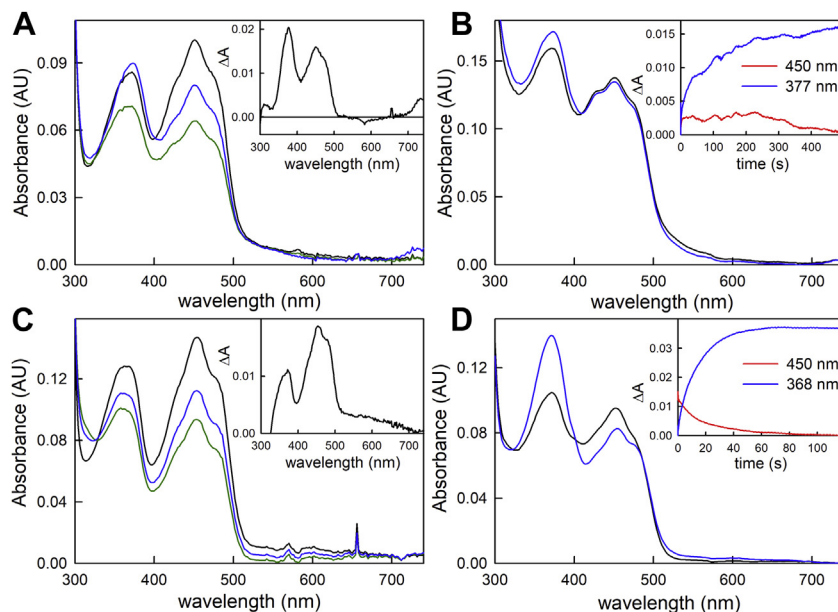 A
Absorbance (AU)
0.09
0.06
0.03
0.00
300 400 500 600 700
wavelength (nm)
ΔA
0.02
0.01
0.00
300 400 500 600 700
wavelength (nm)
B
Absorbance (AU)
0.15
0.10
0.05
0.00
300 400 500 600 700
wavelength (nm)
ΔA
0.015
0.010
0.005
0.000
0 100 200 300 400
time (s)
450 nm
377 nm
C
Absorbance (AU)
0.12
0.08
0.04
0.00
300 400 500 600 700
wavelength (nm)
ΔA
0.01
0.00
300 400 500 600 700
wavelength (nm)
D
Absorbance (AU)
0.12
0.08
0.04
0.00
300 400 500 600 700
wavelength (nm)
ΔA
0.03
0.02
0.01
0.00
0 20 40 60 80 100
time (s)
450 nm
368 nm